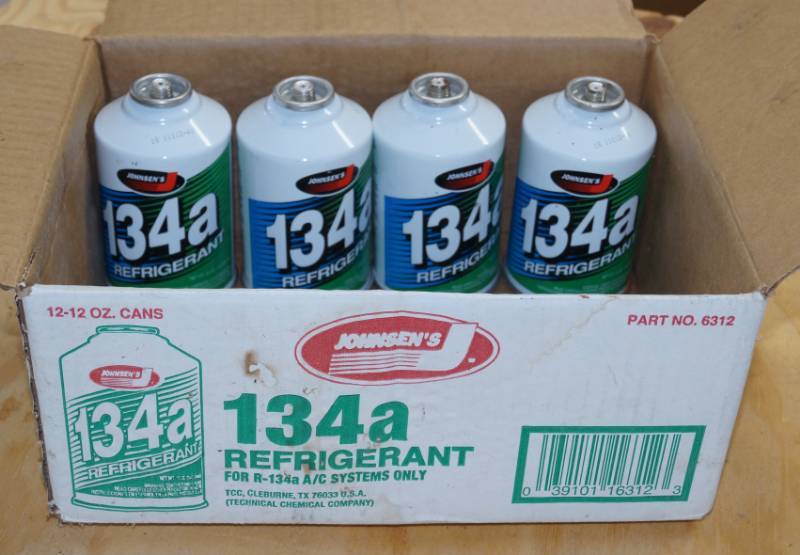 JOHNSEN'S
134a
REFRIGERANT
JOHNSEN'S
134a
REFRIGERANT
JOHNSEN'S
134a
REFRIGERANT
JOHNSEN'S
134a
REFRIGERANT
12-12 OZ. CANS
JOHNSEN'S
PART NO. 6312
JOHNSEN'S
134a
REFRIGERANT
134a
REFRIGERANT
FOR R-134a A/C SYSTEMS ONLY
TCC, CLEBURNE, TX 76033 U.S.A.
(TECHNICAL CHEMICAL COMPANY)
0 39101 16312 3